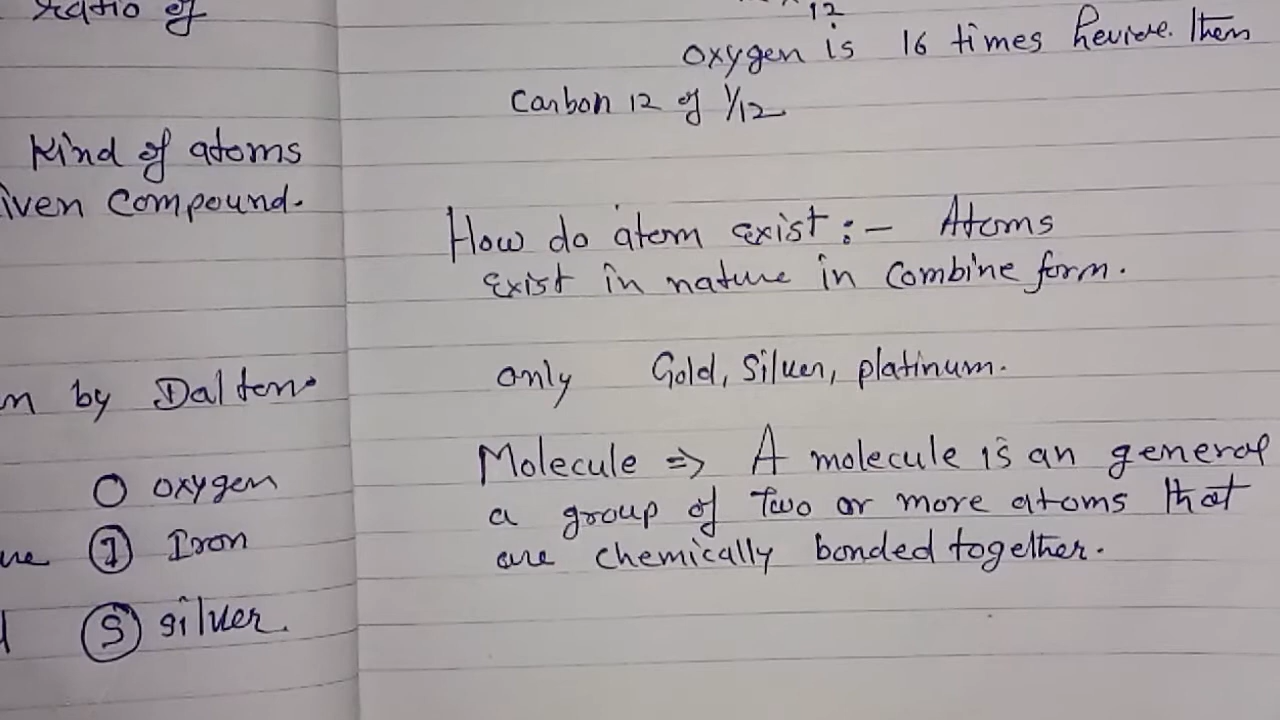 ratio of
Kind of atoms
iven compound.
n by Dalton.
O oxygen
ue I Iron
S silver.
12
oxygen is 16 times hevire. then
Carbon 12 of 1/12
How do atom exist :- Atoms
exist in nature in combine form.
only Gold, Silver, platinum.
Molecule => A molecule is an general
a group of Two or more atoms that
are chemically bonded together.